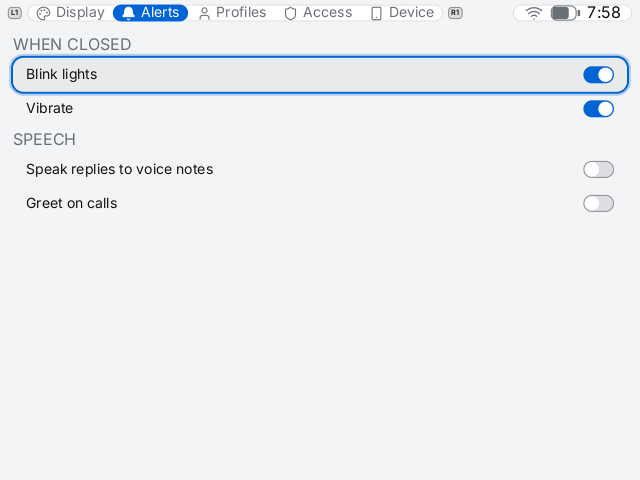 L1 Display Alerts Profiles Access Device R1 7:58
WHEN CLOSED
Blink lights
Vibrate
SPEECH
Speak replies to voice notes
Greet on calls